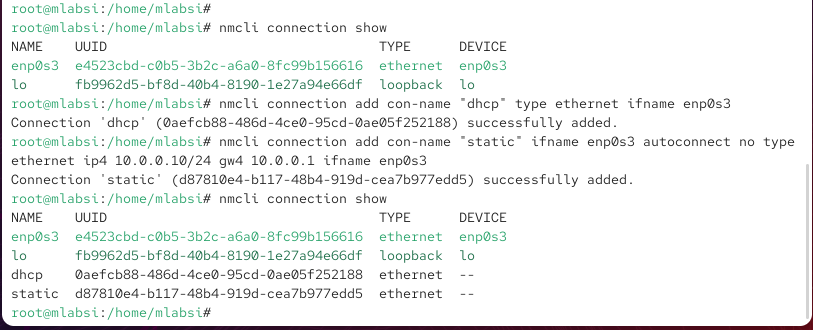 root@mlabsi:/home/mlabsi#
root@mlabsi:/home/mlabsi# nmcli connection show
NAME    UUID                                  TYPE      DEVICE
enp0s3  e4523cbd-c0b5-3b2c-a6a0-8fc99b156616  ethernet  enp0s3
lo      fb9962d5-bf8d-40b4-8190-1e27a94e66df  loopback  lo
root@mlabsi:/home/mlabsi# nmcli connection add con-name "dhcp" type ethernet ifname enp0s3
Connection 'dhcp' (0aefcb88-486d-4ce0-95cd-0ae05f252188) successfully added.
root@mlabsi:/home/mlabsi# nmcli connection add con-name "static" ifname enp0s3 autoconnect no type
ethernet ip4 10.0.0.10/24 gw4 10.0.0.1 ifname enp0s3
Connection 'static' (d87810e4-b117-48b4-919d-cea7b977edd5) successfully added.
root@mlabsi:/home/mlabsi# nmcli connection show
NAME    UUID                                  TYPE      DEVICE
enp0s3  e4523cbd-c0b5-3b2c-a6a0-8fc99b156616  ethernet  enp0s3
lo      fb9962d5-bf8d-40b4-8190-1e27a94e66df  loopback  lo
dhcp    0aefcb88-486d-4ce0-95cd-0ae05f252188  ethernet  --
static  d87810e4-b117-48b4-919d-cea7b977edd5  ethernet  --
root@mlabsi:/home/mlabsi#